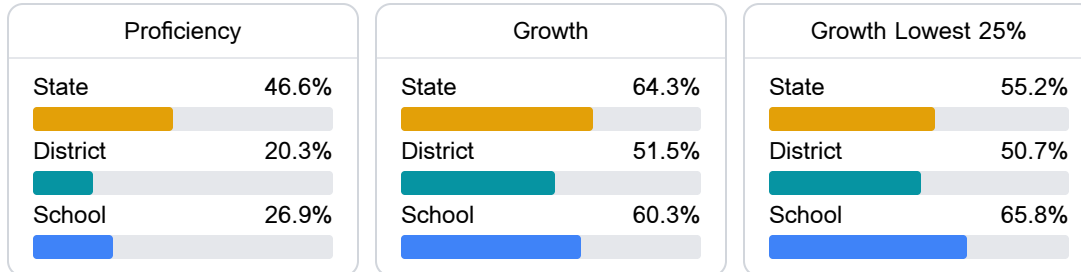 Proficiency
State 46.6%
District 20.3%
School 26.9%
Growth
State 64.3%
District 51.5%
School 60.3%
Growth Lowest 25%
State 55.2%
District 50.7%
School 65.8%